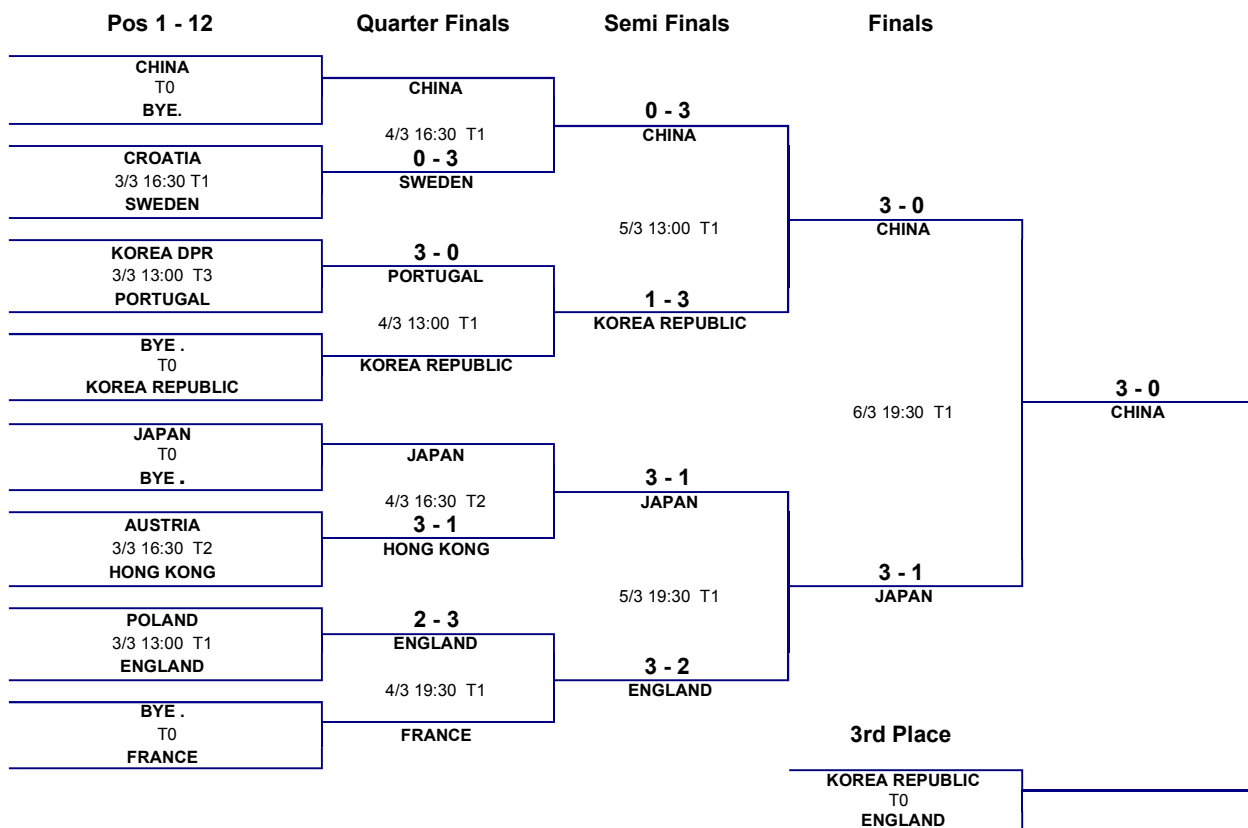 Pos 1 - 12
Quarter Finals
Semi Finals
Finals
CHINA
T0
BYE.
CROATIA
3/3 16:30 T1
SWEDEN
KOREA DPR
3/3 13:00 T3
PORTUGAL
BYE .
T0
KOREA REPUBLIC
JAPAN
T0
BYE .
AUSTRIA
3/3 16:30 T2
HONG KONG
POLAND
3/3 13:00 T1
ENGLAND
BYE .
T0
FRANCE
CHINA
4/3 16:30 T1
0 - 3
SWEDEN
3 - 0
PORTUGAL
4/3 13:00 T1
KOREA REPUBLIC
JAPAN
4/3 16:30 T2
3 - 1
HONG KONG
2 - 3
ENGLAND
4/3 19:30 T1
FRANCE
0 - 3
CHINA
5/3 13:00 T1
1 - 3
KOREA REPUBLIC
3 - 1
JAPAN
5/3 19:30 T1
3 - 2
ENGLAND
3 - 0
CHINA
6/3 19:30 T1
3 - 1
JAPAN
3 - 0
CHINA
3rd Place
KOREA REPUBLIC
T0
ENGLAND